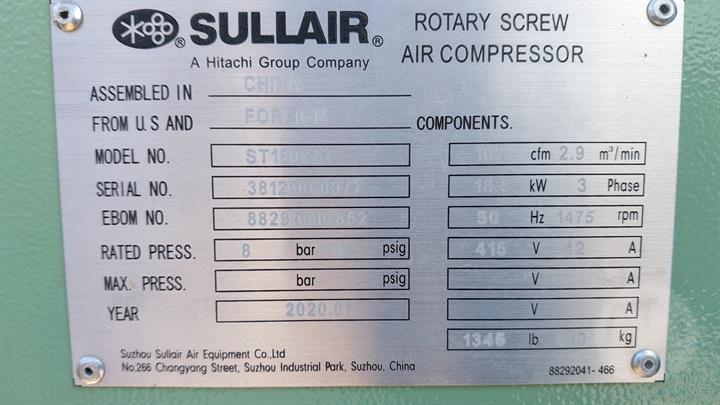 SULLAIR® ROTARY SCREW
A Hitachi Group Company AIR COMPRESSOR
ASSEMBLED IN CHINA
FROM U.S AND FOREIGN COMPONENTS.
MODEL NO. cfm 2.9 m³/min
SERIAL NO. kW 3 Phase
EBOM NO. 50 Hz 1475 rpm
RATED PRESS. 8 bar psig 415 V A
MAX. PRESS. bar psig V A
YEAR 2020.07 V A
1345 lb kg
Suzhou Sullair Air Equipment Co.,Ltd
No.266 Changyang Street, Suzhou Industrial Park, Suzhou, China 88292041-466